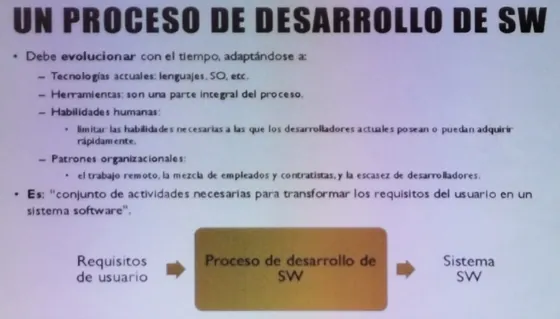 UN PROCESO DE DESARROLLO DE SW
• Debe evolucionar con el tiempo, adaptándose a:
– Tecnologías actuales: lenguajes, SO, etc.
– Herramientas: son una parte integral del proceso.
– Habilidades humanas:
• limitar las habilidades necesarias a las que los desarrolladores actuales posean o puedan adquirir
rápidamente.
– Patrones organizacionales:
• el trabajo remoto, la mezcla de empleados y contratistas, y la escasez de desarrolladores.
• Es: "conjunto de actividades necesarias para transformar los requisitos del usuario en un
sistema software".
Requisitos
de usuario
Proceso de desarrollo de
SW
Sistema
SW